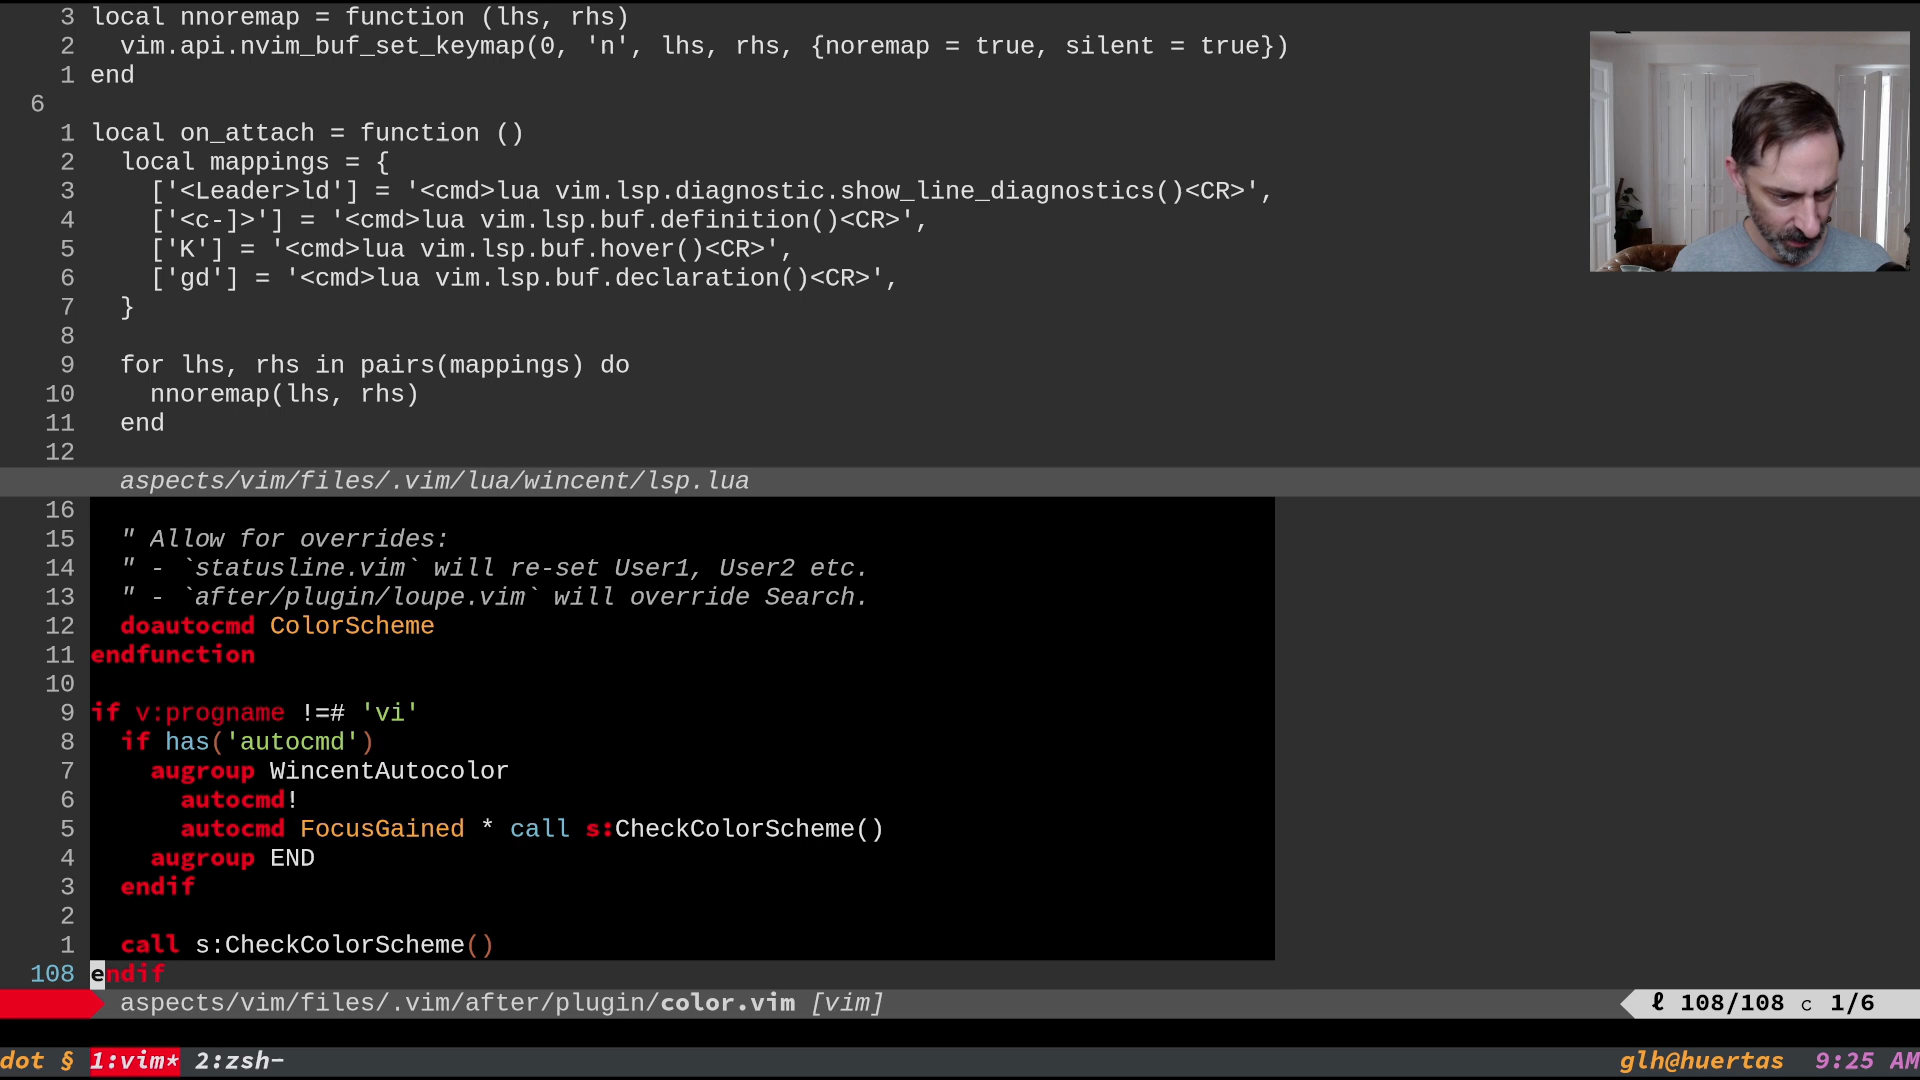 3 local nnoremap = function (lhs, rhs)
2   vim.api.nvim_buf_set_keymap(0, 'n', lhs, rhs, {noremap = true, silent = true})
1 end
6
1 local on_attach = function ()
2   local mappings = {
3     ['<Leader>ld'] = '<cmd>lua vim.lsp.diagnostic.show_line_diagnostics()<CR>',
4     ['<c-]>'] = '<cmd>lua vim.lsp.buf.definition()<CR>',
5     ['K'] = '<cmd>lua vim.lsp.buf.hover()<CR>',
6     ['gd'] = '<cmd>lua vim.lsp.buf.declaration()<CR>',
7   }
8
9   for lhs, rhs in pairs(mappings) do
10     nnoremap(lhs, rhs)
11   end
12
aspects/vim/files/.vim/lua/wincent/lsp.lua
16
15   " Allow for overrides:
14   " - `statusline.vim` will re-set User1, User2 etc.
13   " - `after/plugin/loupe.vim` will override Search.
12   doautocmd ColorScheme
11 endfunction
10
9 if v:progname !=# 'vi'
8   if has('autocmd')
7     augroup WincentAutocolor
6       autocmd!
5       autocmd FocusGained * call s:CheckColorScheme()
4     augroup END
3   endif
2
1   call s:CheckColorScheme()
108 endif
aspects/vim/files/.vim/after/plugin/color.vim [vim] ℓ 108/108 c 1/6
dot § 1:vim* 2:zsh- glh@huertas 9:25 AM